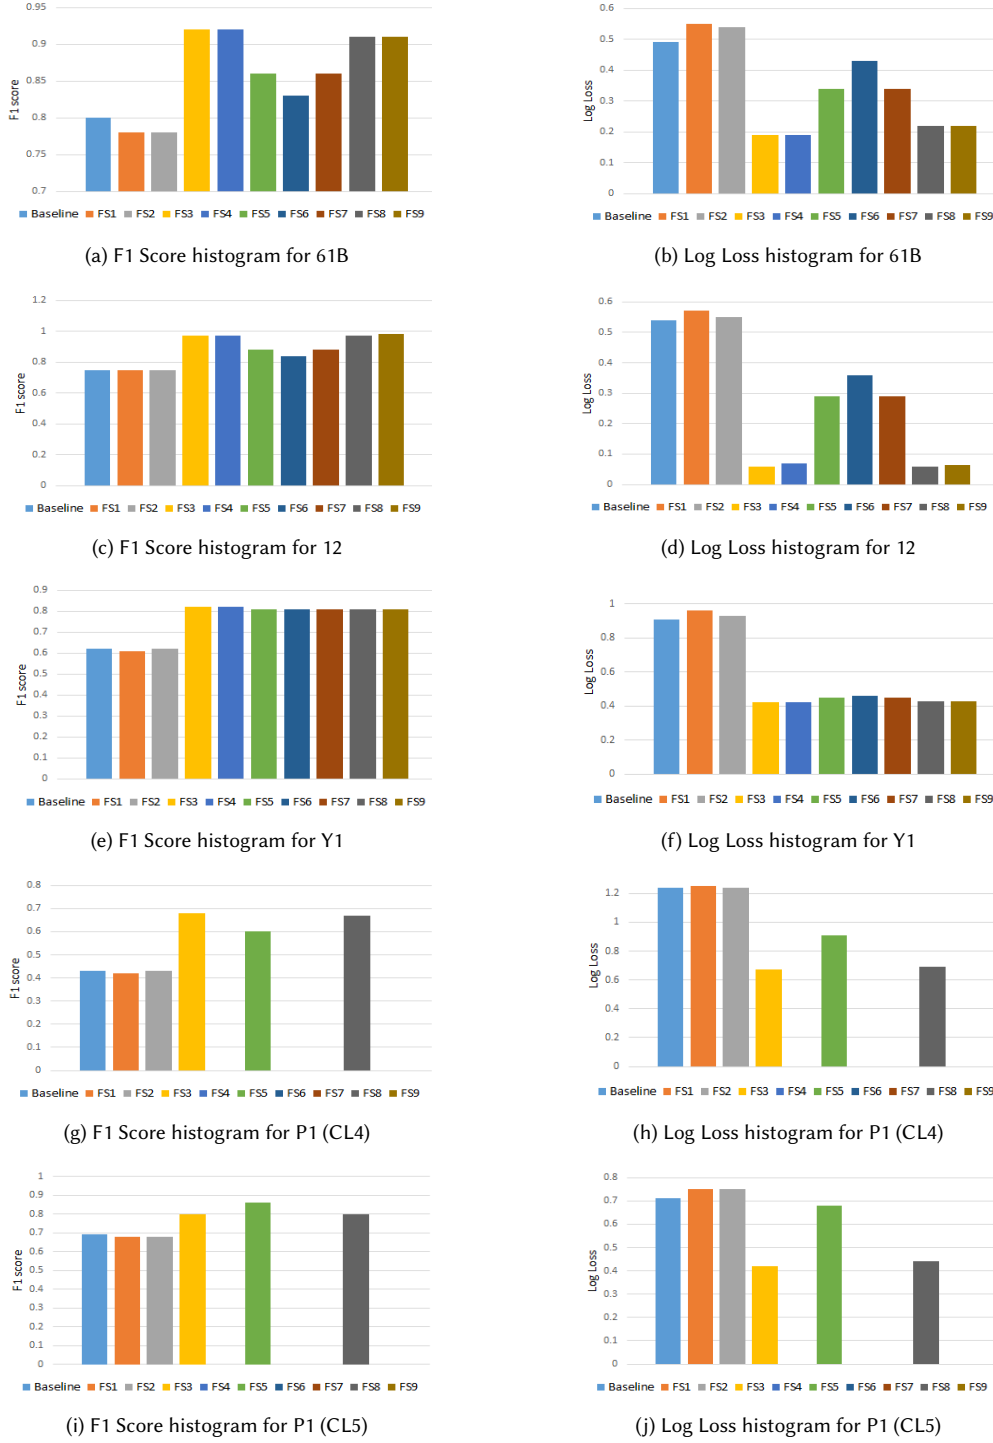 0.95
0.9
0.85
0.8
0.75
0.7
F1 score
Baseline FS1 FS2 FS3 FS4 FS5 FS6 FS7 FS8 FS9
(a) F1 Score histogram for 61B
0.6
0.5
0.4
0.3
0.2
0.1
0
Log Loss
Baseline FS1 FS2 FS3 FS4 FS5 FS6 FS7 FS8 FS9
(b) Log Loss histogram for 61B
1.2
1
0.8
0.6
0.4
0.2
0
F1 score
Baseline FS1 FS2 FS3 FS4 FS5 FS6 FS7 FS8 FS9
(c) F1 Score histogram for 12
0.6
0.5
0.4
0.3
0.2
0.1
0
Log Loss
Baseline FS1 FS2 FS3 FS4 FS5 FS6 FS7 FS8 FS9
(d) Log Loss histogram for 12
0.9
0.8
0.7
0.6
0.5
0.4
0.3
0.2
0.1
0
F1 score
Baseline FS1 FS2 FS3 FS4 FS5 FS6 FS7 FS8 FS9
(e) F1 Score histogram for Y1
1
0.8
0.6
0.4
0.2
0
Log Loss
Baseline FS1 FS2 FS3 FS4 FS5 FS6 FS7 FS8 FS9
(f) Log Loss histogram for Y1
0.8
0.7
0.6
0.5
0.4
0.3
0.2
0.1
0
F1 score
Baseline FS1 FS2 FS3 FS4 FS5 FS6 FS7 FS8 FS9
(g) F1 Score histogram for P1 (CL4)
1.2
1
0.8
0.6
0.4
0.2
0
Log Loss
Baseline FS1 FS2 FS3 FS4 FS5 FS6 FS7 FS8 FS9
(h) Log Loss histogram for P1 (CL4)
1
0.9
0.8
0.7
0.6
0.5
0.4
0.3
0.2
0.1
0
F1 score
Baseline FS1 FS2 FS3 FS4 FS5 FS6 FS7 FS8 FS9
(i) F1 Score histogram for P1 (CL5)
0.8
0.7
0.6
0.5
0.4
0.3
0.2
0.1
0
Log Loss
Baseline FS1 FS2 FS3 FS4 FS5 FS6 FS7 FS8 FS9
(j) Log Loss histogram for P1 (CL5)